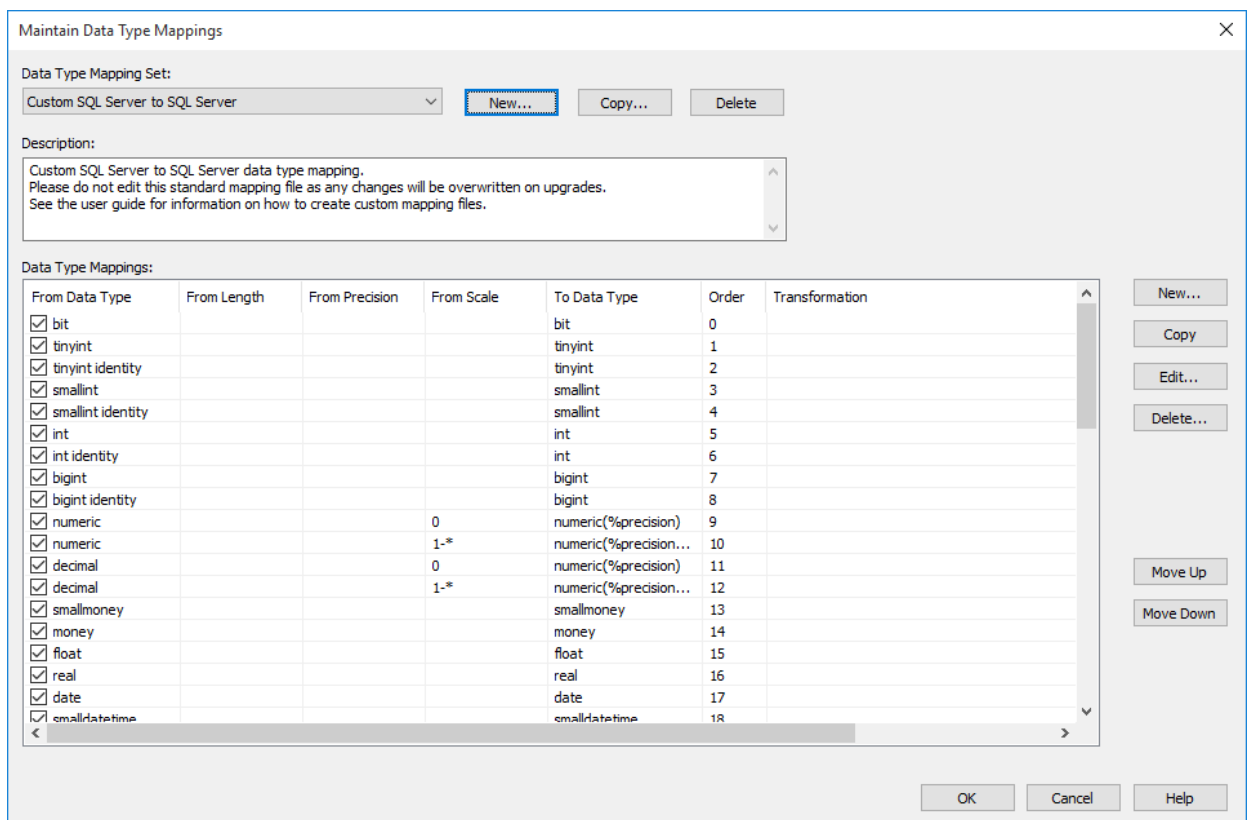 Maintain Data Type Mappings
Data Type Mapping Set:
Custom SQL Server to SQL Server New... Copy... Delete
Description:
Custom SQL Server to SQL Server data type mapping.
Please do not edit this standard mapping file as any changes will be overwritten on upgrades.
See the user guide for information on how to create custom mapping files.
Data Type Mappings:
From Data Type From Length From Precision From Scale To Data Type Order Transformation
bit bit 0
tinyint tinyint 1
tinyint identity tinyint 2
smallint smallint 3
smallint identity smallint 4
int int 5
int identity int 6
bigint bigint 7
bigint identity bigint 8
numeric 0 numeric(%precision) 9
numeric 1-* numeric(%precision... 10
decimal 0 numeric(%precision) 11
decimal 1-* numeric(%precision... 12
smallmoney smallmoney 13
money money 14
float float 15
real real 16
date date 17
smalldatetime smalldatetime 18
New...
Copy
Edit...
Delete...
Move Up
Move Down
OK Cancel Help